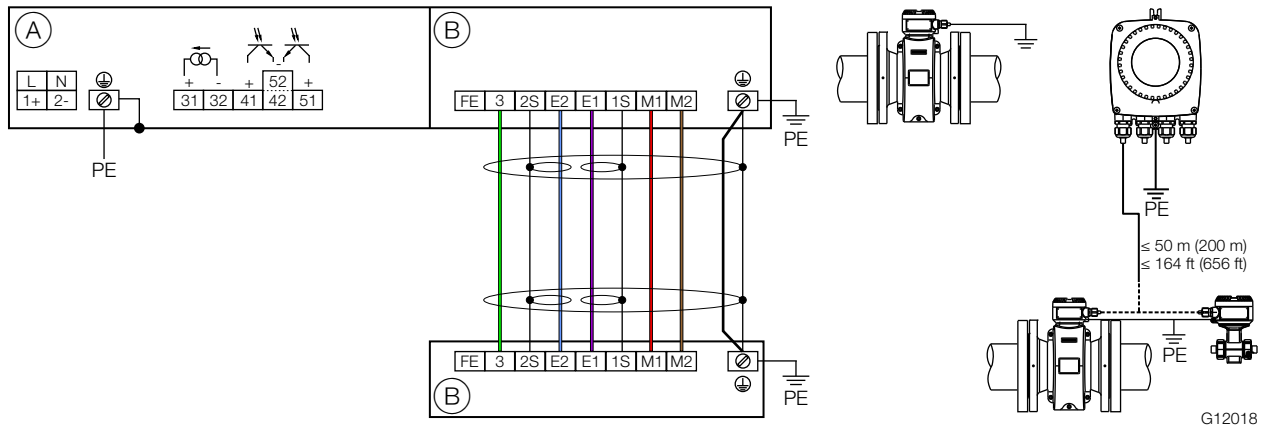 A
B
L N
1+ 2-
+ - + - +
52
31 32 41 42 51
PE
FE 3 2S E2 E1 1S M1 M2
PE
FE 3 2S E2 E1 1S M1 M2
B
PE
PE
≤ 50 m (200 m)
≤ 164 ft (656 ft)
PE
G12018